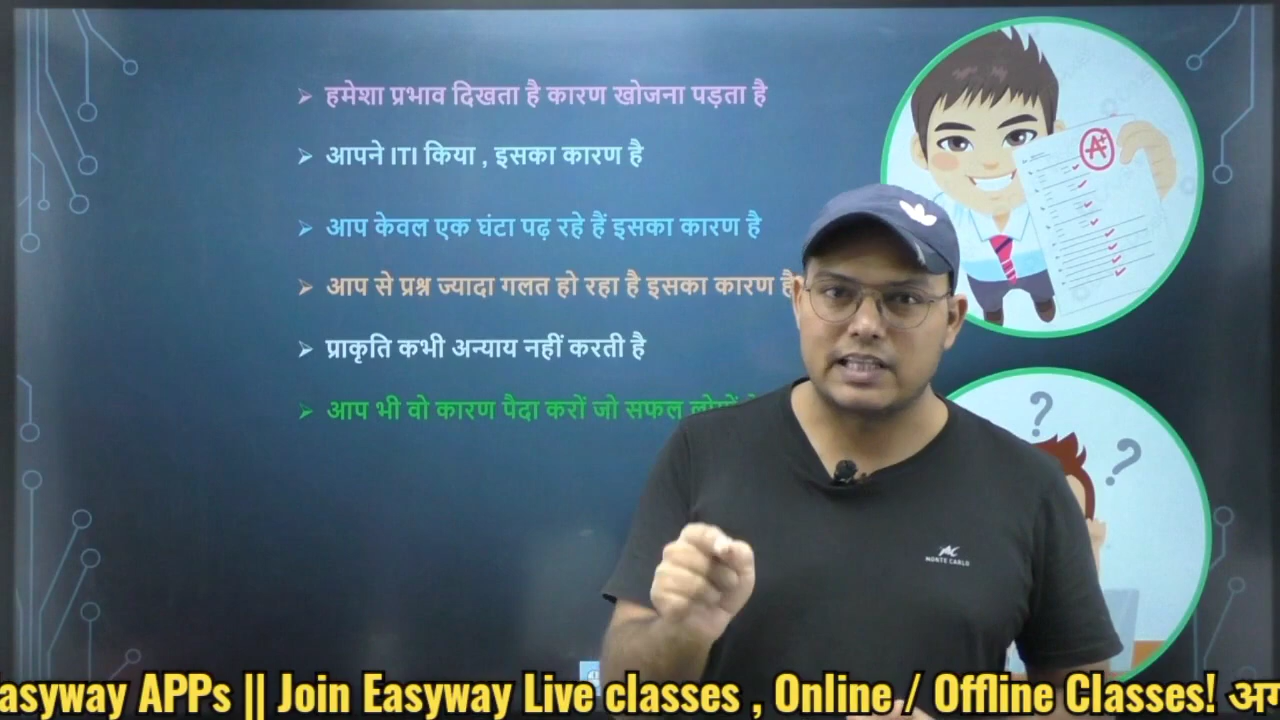 हमेशा प्रभाव दिखता है कारण खोजना पड़ता है
आपने ITI किया , इसका कारण है
आप केवल एक घंटा पढ़ रहे हैं इसका कारण है
आप से प्रश्न ज्यादा गलत हो रहा है इसका कारण है
प्राकृति कभी अन्याय नहीं करती है
आप भी वो कारण पैदा करों जो सफल
A+
MONTE CARLO
asyway APPs || Join Easyway Live classes , Online / Offline Classes!